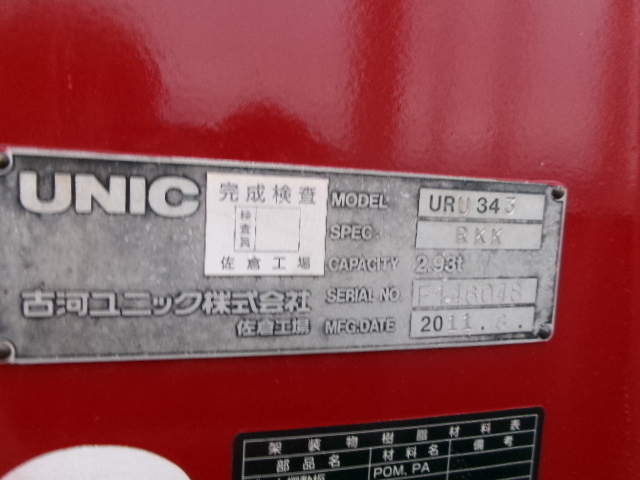 UNIC
完成検査
検査員
佐倉工場
古河ユニック株式会社
佐倉工場
MODEL URU343
SPEC. RKK
CAPACITY 2.93t
SERIAL NO.
MFG.DATE 2011.
架装物樹脂材料表
部品名 材料名 備考
POM, PA